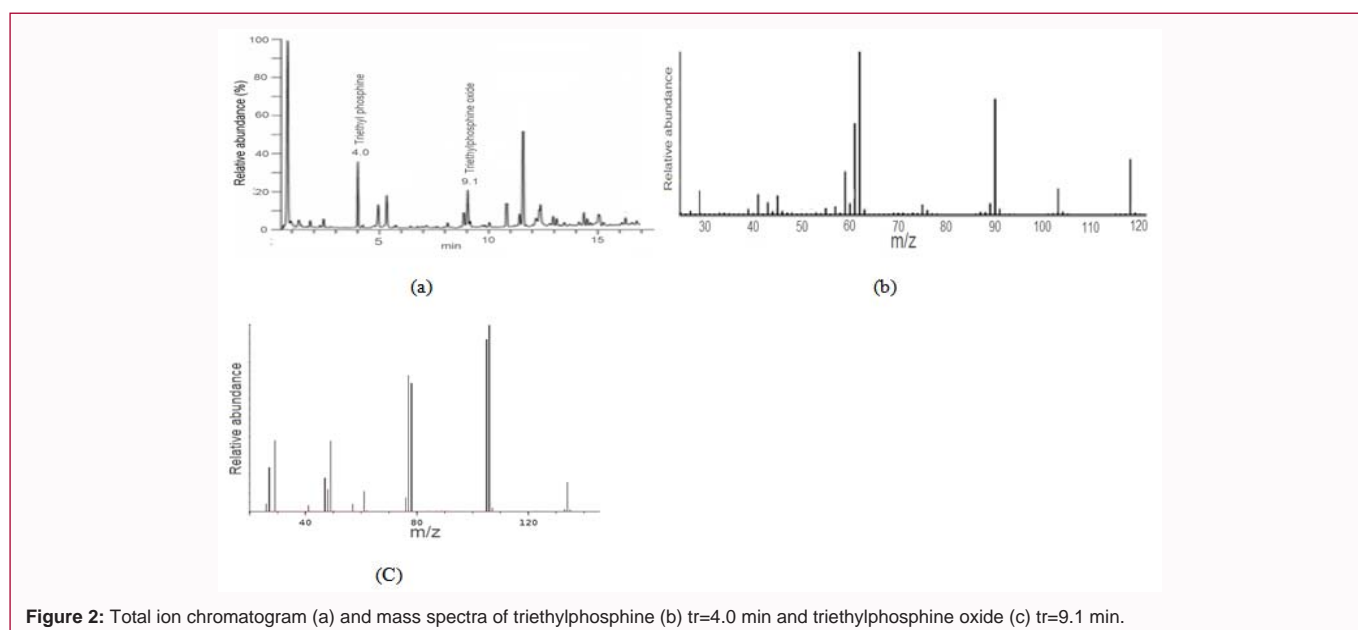 100
80
60
40
20
0
Relative abundance (%)
Triethyl phosphine
4.0
Triethylphosphine oxide
9.1
5
10
15
min
(a)
Relative abundance
30 40 50 60 70 80 90 100 110 120
m/z
(b)
Relative abundance
40 80 120
m/z
(C)
Figure 2: Total ion chromatogram (a) and mass spectra of triethylphosphine (b) tr=4.0 min and triethylphosphine oxide (c) tr=9.1 min.